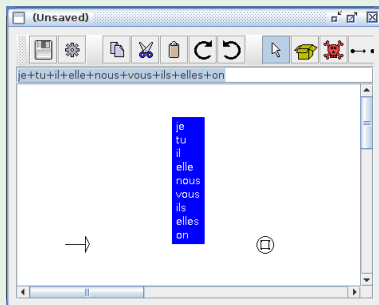 (Unsaved)
je+tu+il+elle+nous+vous+ils+elles+on
je
tu
il
elle
nous
vous
ils
elles
on